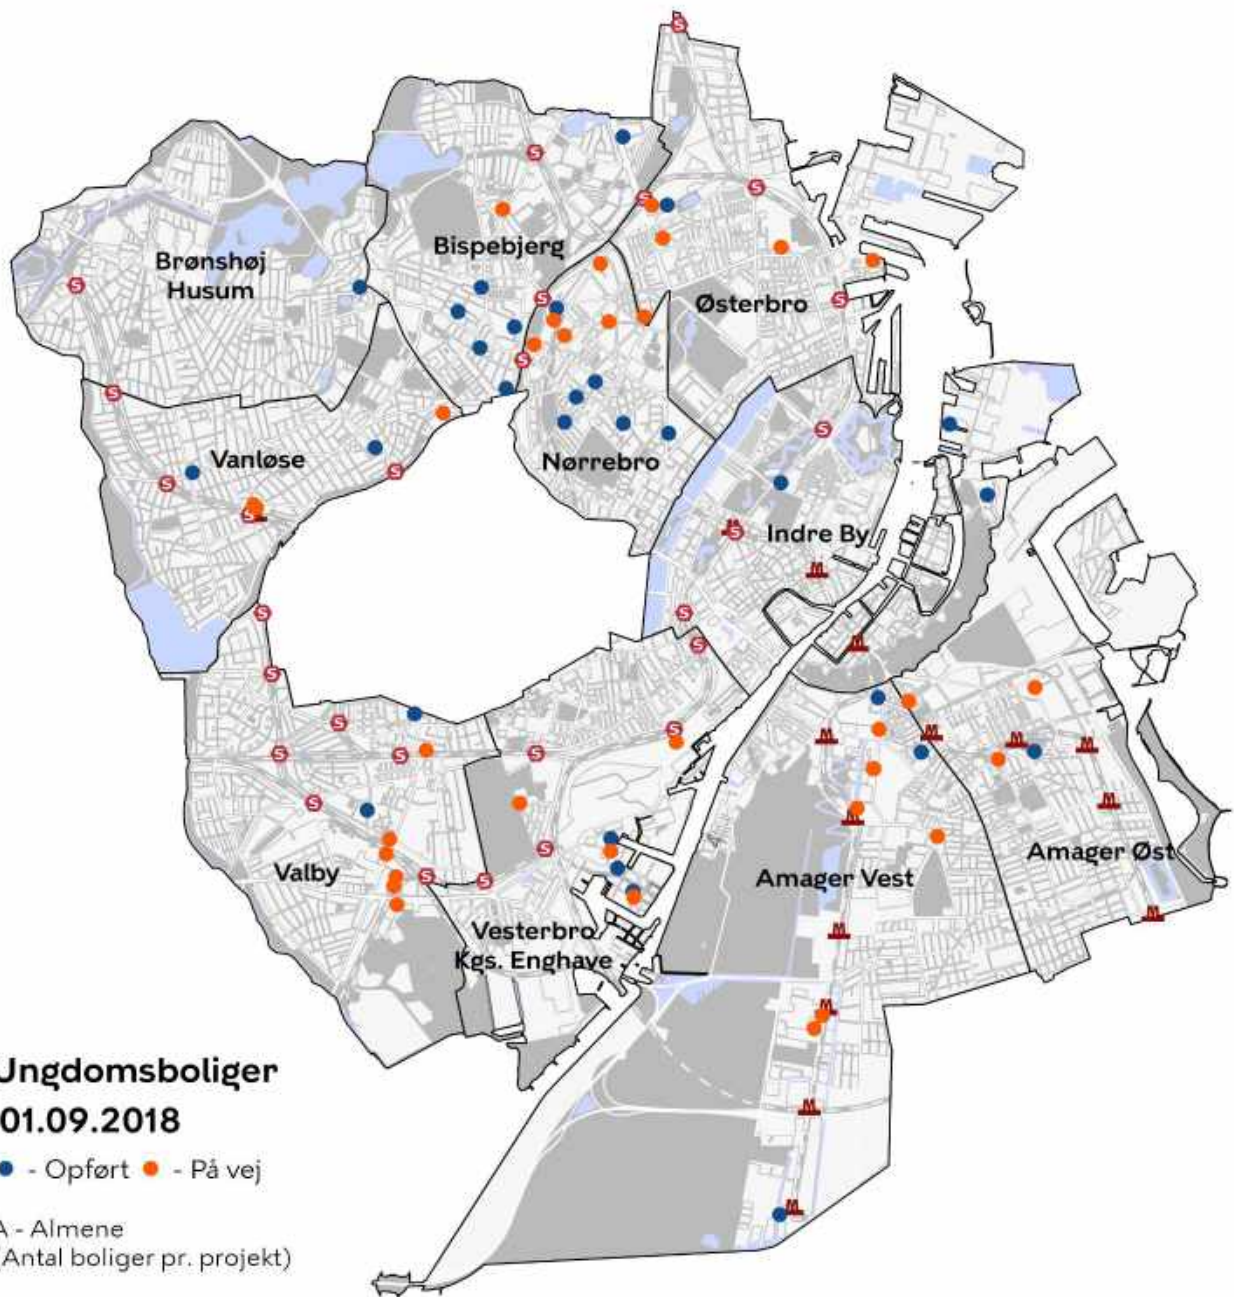 Bispebjerg
Brønshøj
Husum
Østerbro
Vanløse
Nørrebro
Indre By
Valby
Amager Vest
Amager Øst
Vesterbro
Kgs. Enghave
Ungdomsboliger
01.09.2018
- Opført - På vej
A - Almene
(Antal boliger pr. projekt)